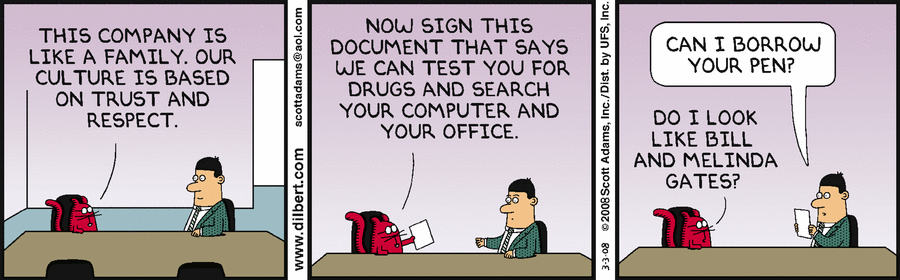 THIS COMPANY IS
LIKE A FAMILY. OUR
CULTURE IS BASED
ON TRUST AND
RESPECT.
www.dilbert.com
scottadams@aol.com
NOW SIGN THIS
DOCUMENT THAT SAYS
WE CAN TEST YOU FOR
DRUGS AND SEARCH
YOUR COMPUTER AND
YOUR OFFICE.
3-3-08 © 2008 Scott Adams, Inc./Dist. by UFS, Inc.
CAN I BORROW
YOUR PEN?
DO I LOOK
LIKE BILL
AND MELINDA
GATES?